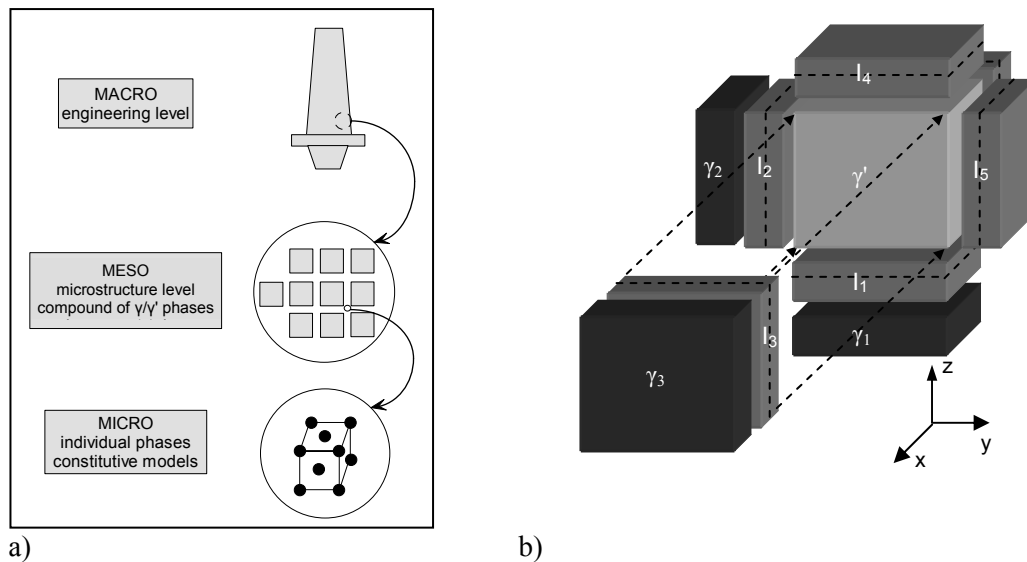 MACRO
engineering level
MESO
microstructure level
compound of γ/γ' phases
MICRO
individual phases
constitutive models
a)
I4
γ2
I2
γ'
I5
I1
I3
γ1
γ3
z
y
x
b)